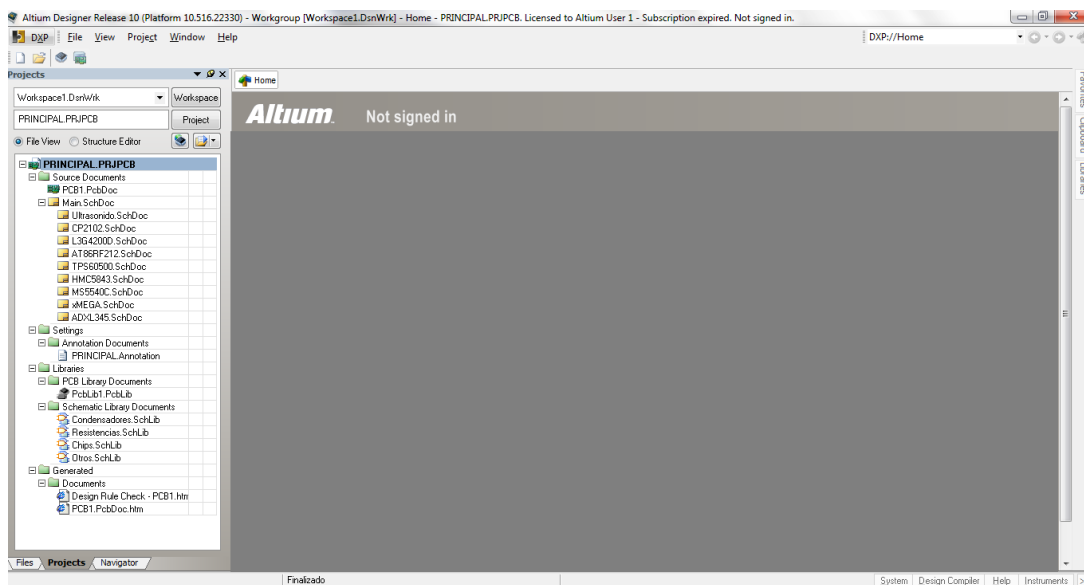 Altium Designer Release 10 (Platform 10.516.22330) - Workgroup [Workspace1.DsnWrk] - Home - PRINCIPAL.PRJPCB. Licensed to Altium User 1 - Subscription expired. Not signed in.
DXP File View Project Window Help DXP://Home
Projects
Home
Workspace1.DsnWrk Workspace
PRINCIPAL.PRJPCB Project
Altium. Not signed in
File View Structure Editor
PRINCIPAL.PRJPCB
Source Documents
PCB1.PcbDoc
Main.SchDoc
Ultrasonido.SchDoc
CP2102.SchDoc
L3G4200D.SchDoc
AT86RF212.SchDoc
TPS60500.SchDoc
HMC5843.SchDoc
MS5540C.SchDoc
xMEGA.SchDoc
ADXL345.SchDoc
Settings
Annotation Documents
PRINCIPAL.Annotation
Libraries
PCB Library Documents
PcbLib1.PcbLib
Schematic Library Documents
Condensadores.SchLib
Resistencias.SchLib
Chips.SchLib
Otros.SchLib
Generated
Documents
Design Rule Check - PCB1.htm
PCB1.PcbDoc.htm
Files Projects Navigator
Finalizado System Design Compiler Help Instruments
Favorites
Clipboard
Libraries